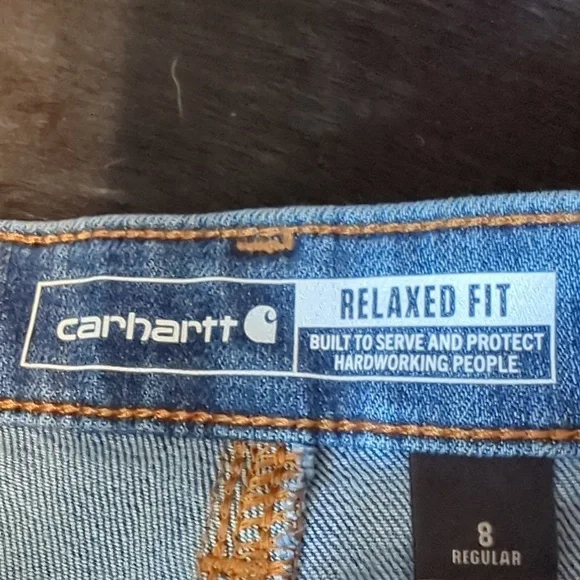 carhartt
RELAXED FIT
BUILT TO SERVE AND PROTECT
HARDWORKING PEOPLE
8
REGULAR